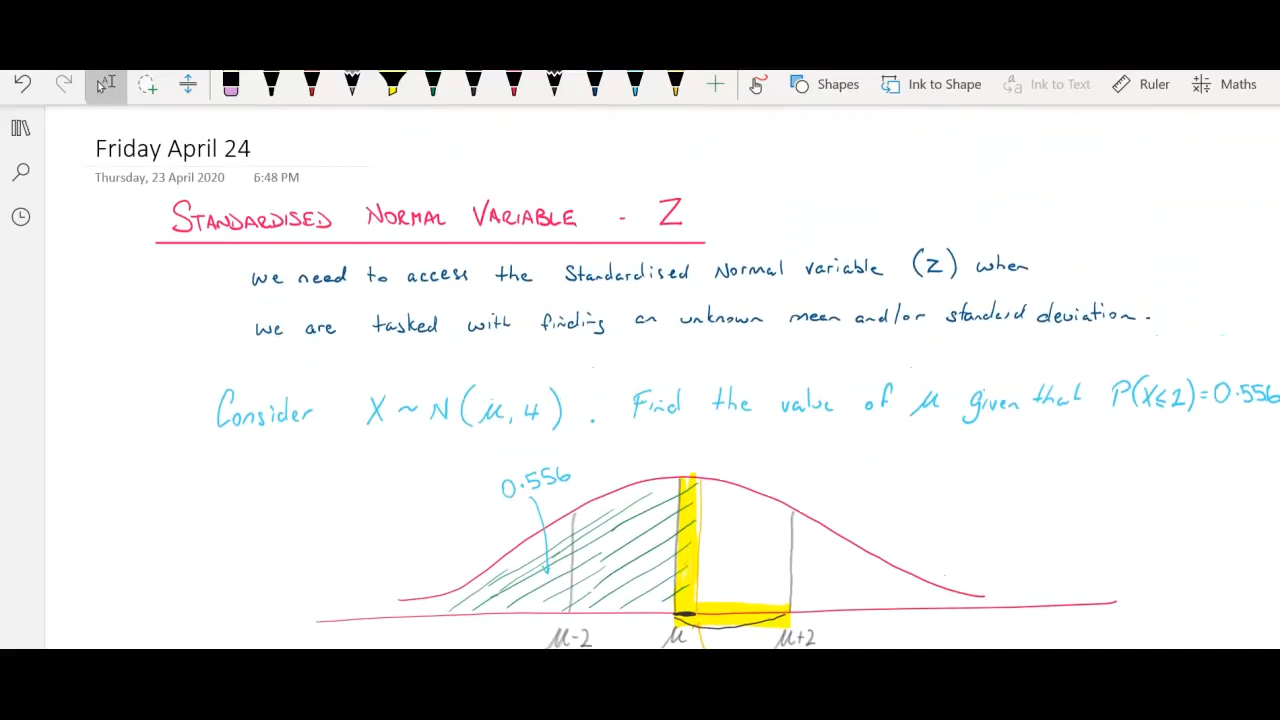 Shapes
Ink to Shape
Ink to Text
Ruler
Maths
Friday April 24
Thursday, 23 April 2020 6:48 PM
STANDARDISED NORMAL VARIABLE - Z
we need to access the Standardised Normal variable (Z) when
we are tasked with finding an unknown mean and/or standard deviation.
Consider X ~ N(μ, 4). Find the value of μ given that P(X≤2)=0.556
0.556
μ-2 μ μ+2